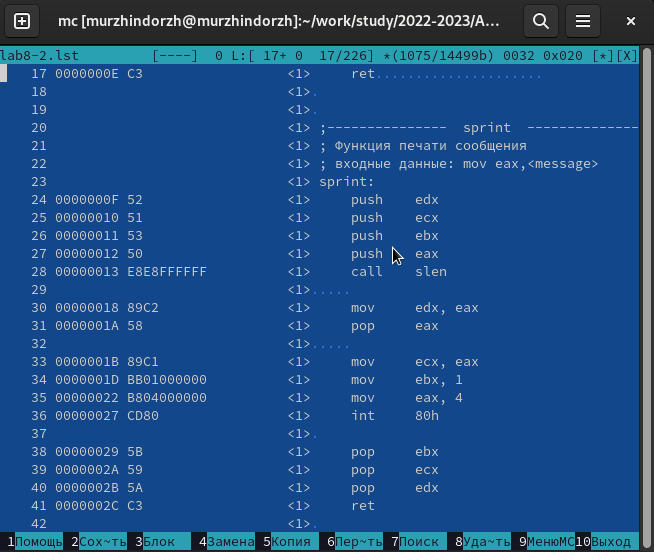 mc [murzhindorzh@murzhindorzh]:~/work/study/2022-2023/А...
lab8-2.lst [----] 0 L:[ 17+ 0 17/226] *(1075/14499b) 0032 0x020 [*][X]
17 0000000E C3 <1> ret.....................
18 <1>.
19 <1>.
20 <1> ;--------------- sprint --------------
21 <1> ; Функция печати сообщения
22 <1> ; входные данные: mov eax,<message>
23 <1> sprint:
24 0000000F 52 <1> push edx
25 00000010 51 <1> push ecx
26 00000011 53 <1> push ebx
27 00000012 50 <1> push eax
28 00000013 E8E8FFFFFF <1> call slen
29 <1>.....
30 00000018 89C2 <1> mov edx, eax
31 0000001A 58 <1> pop eax
32 <1>.....
33 0000001B 89C1 <1> mov ecx, eax
34 0000001D BB01000000 <1> mov ebx, 1
35 00000022 B804000000 <1> mov eax, 4
36 00000027 CD80 <1> int 80h
37 <1>.
38 00000029 5B <1> pop ebx
39 0000002A 59 <1> pop ecx
40 0000002B 5A <1> pop edx
41 0000002C C3 <1> ret
42 <1>.
1Помощь 2Сох~ть 3Блок 4Замена 5Копия 6Пер~ть 7Поиск 8Уда~ть 9МенюМС 10Выход